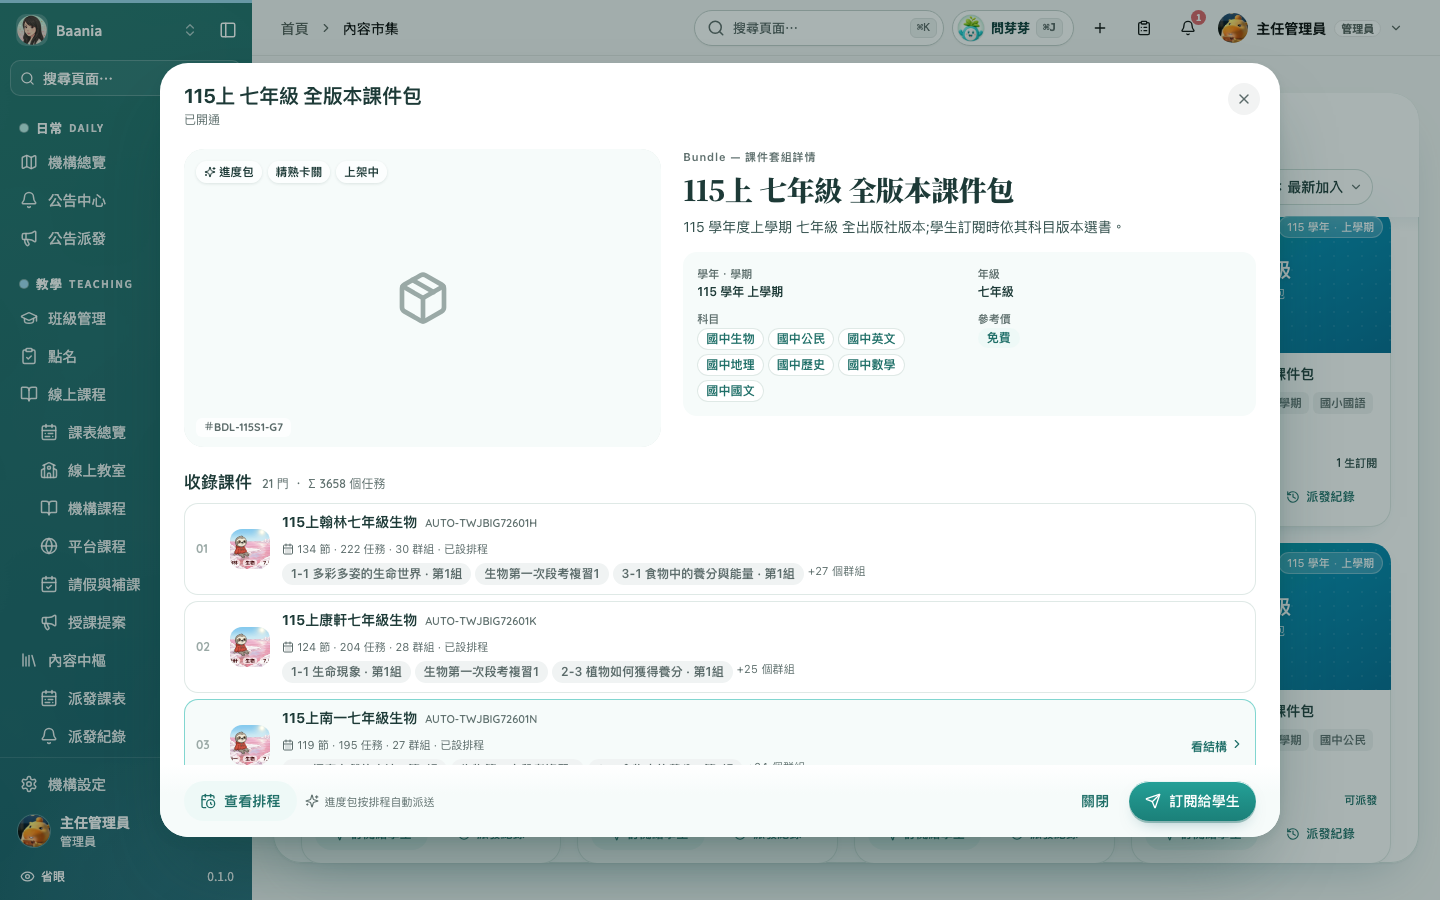 Baania
搜尋頁面…
日常 DAILY
機構總覽
公告中心
公告派發
教學 TEACHING
班級管理
點名
線上課程
課表總覽
線上教室
機構課程
平台課程
請假與補課
授課提案
內容中樞
派發課表
派發紀錄
機構設定
主任管理員
管理員
省眼 0.1.0
首頁 > 內容市集
搜尋頁面… ⌘K
問芽芽 ⌘J
1
主任管理員 管理員
115上 七年級 全版本課件包
已開通
進度包 精熟卡關 上架中
#BDL-115S1-G7
Bundle — 課件套組詳情
115上 七年級 全版本課件包
115 學年度上學期 七年級 全出版社版本;學生訂閱時依其科目版本選書。
學年 · 學期
115 學年 上學期
年級
七年級
科目
國中生物 國中公民 國中英文
國中地理 國中歷史 國中數學
國中國文
參考價
免費
收錄課件 21 門 · Σ 3658 個任務
01
115上翰林七年級生物 AUTO-TWJBIG72601H
134 節 · 222 任務 · 30 群組 · 已設排程
1-1 多彩多姿的生命世界 · 第1組 生物第一次段考複習1 3-1 食物中的養分與能量 · 第1組 +27 個群組
02
115上康軒七年級生物 AUTO-TWJBIG72601K
124 節 · 204 任務 · 28 群組 · 已設排程
1-1 生命現象 · 第1組 生物第一次段考複習1 2-3 植物如何獲得養分 · 第1組 +25 個群組
03
115上南一七年級生物 AUTO-TWJBIG72601N
119 節 · 195 任務 · 27 群組 · 已設排程
看結構
查看排程
進度包按排程自動派送
關閉
訂閱給學生
最新加入
115 學年 · 上學期
級
課件包
學期 國小國語
1 生訂閱
派發紀錄
115 學年 · 上學期
級
課件包
學期 國中公民
可派發
派發紀錄